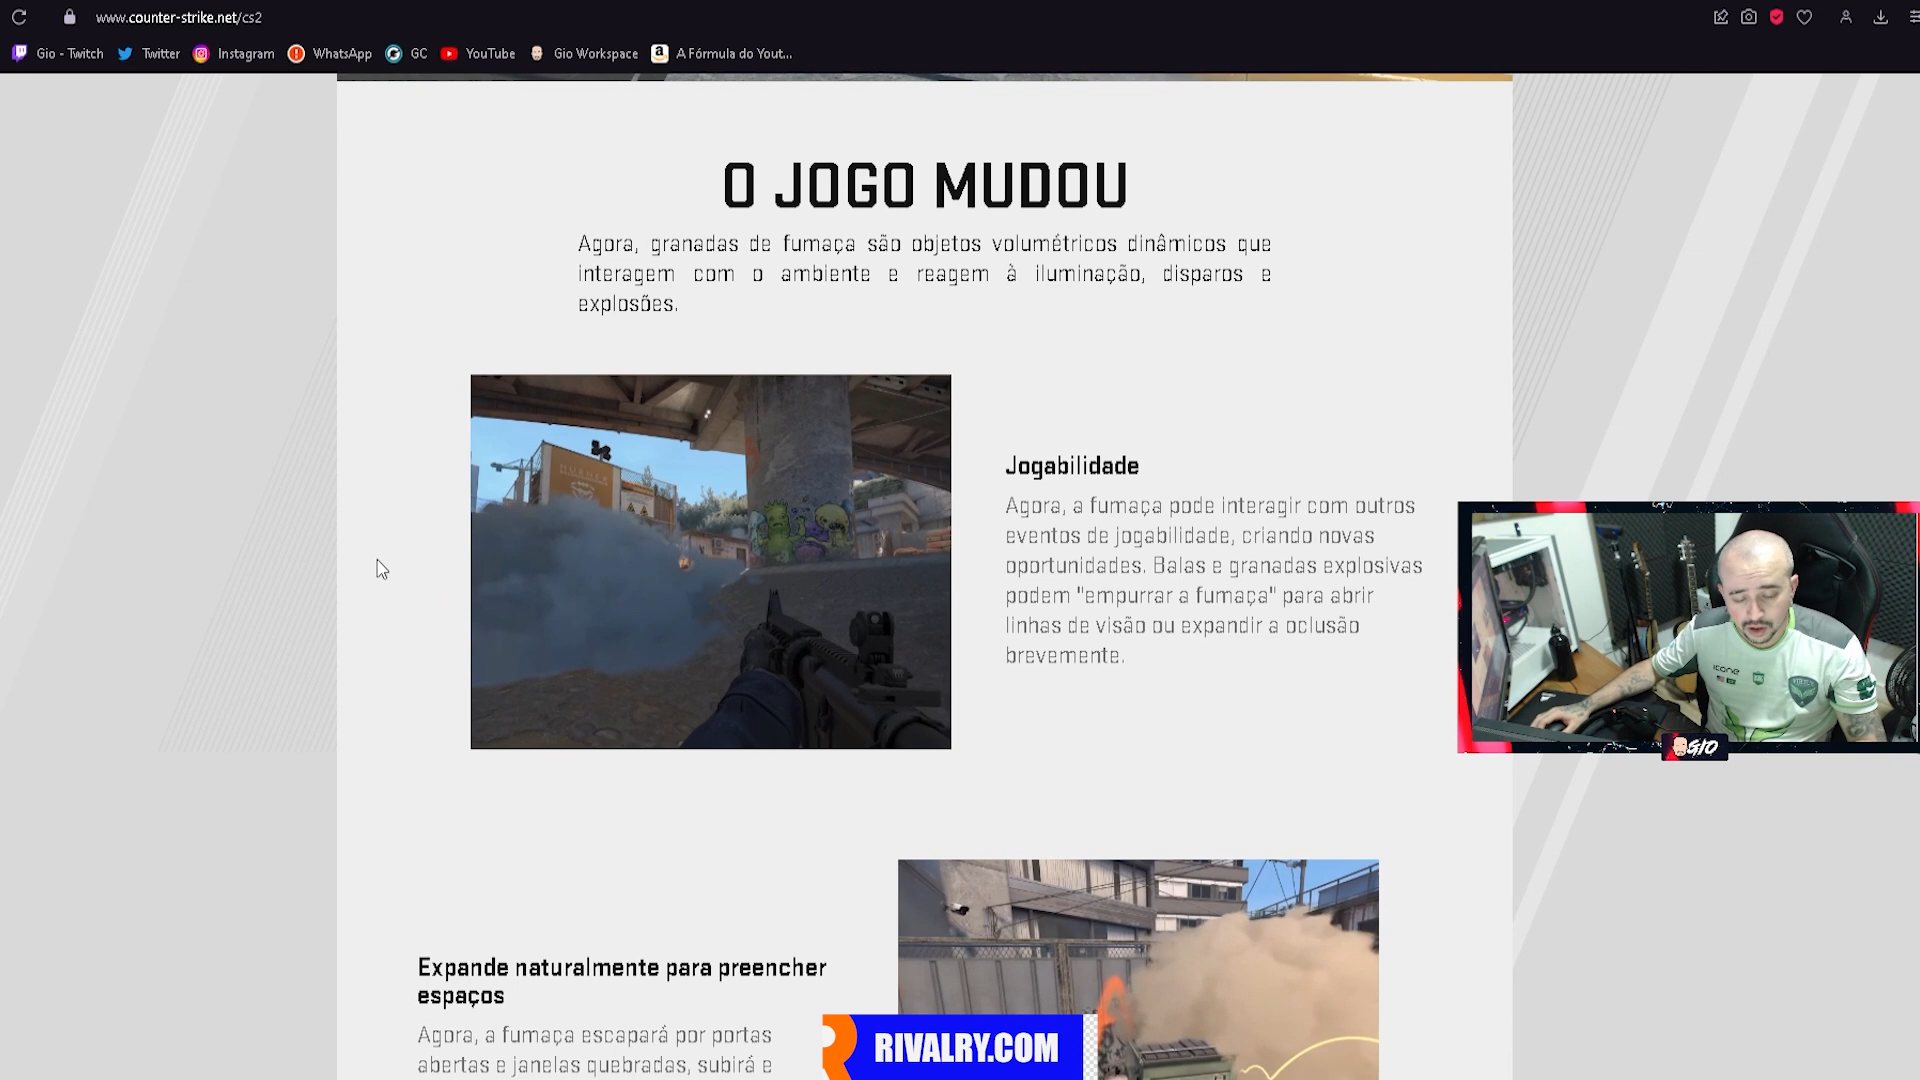 www.counter-strike.net/cs2
Gio - Twitch
Twitter
Instagram
WhatsApp
GC
YouTube
Gio Workspace
A Fórmula do Yout...
O JOGO MUDOU
Agora, granadas de fumaça são objetos volumétricos dinâmicos que
interagem com o ambiente e reagem à iluminação, disparos e
explosões.
Jogabilidade
Agora, a fumaça pode interagir com outros
eventos de jogabilidade, criando novas
oportunidades. Balas e granadas explosivas
podem "empurrar a fumaça" para abrir
linhas de visão ou expandir a oclusão
brevemente.
icone
GIO
Expande naturalmente para preencher
espaços
Agora, a fumaça escapará por portas
abertas e janelas quebradas, subirá e
RIVALRY.COM